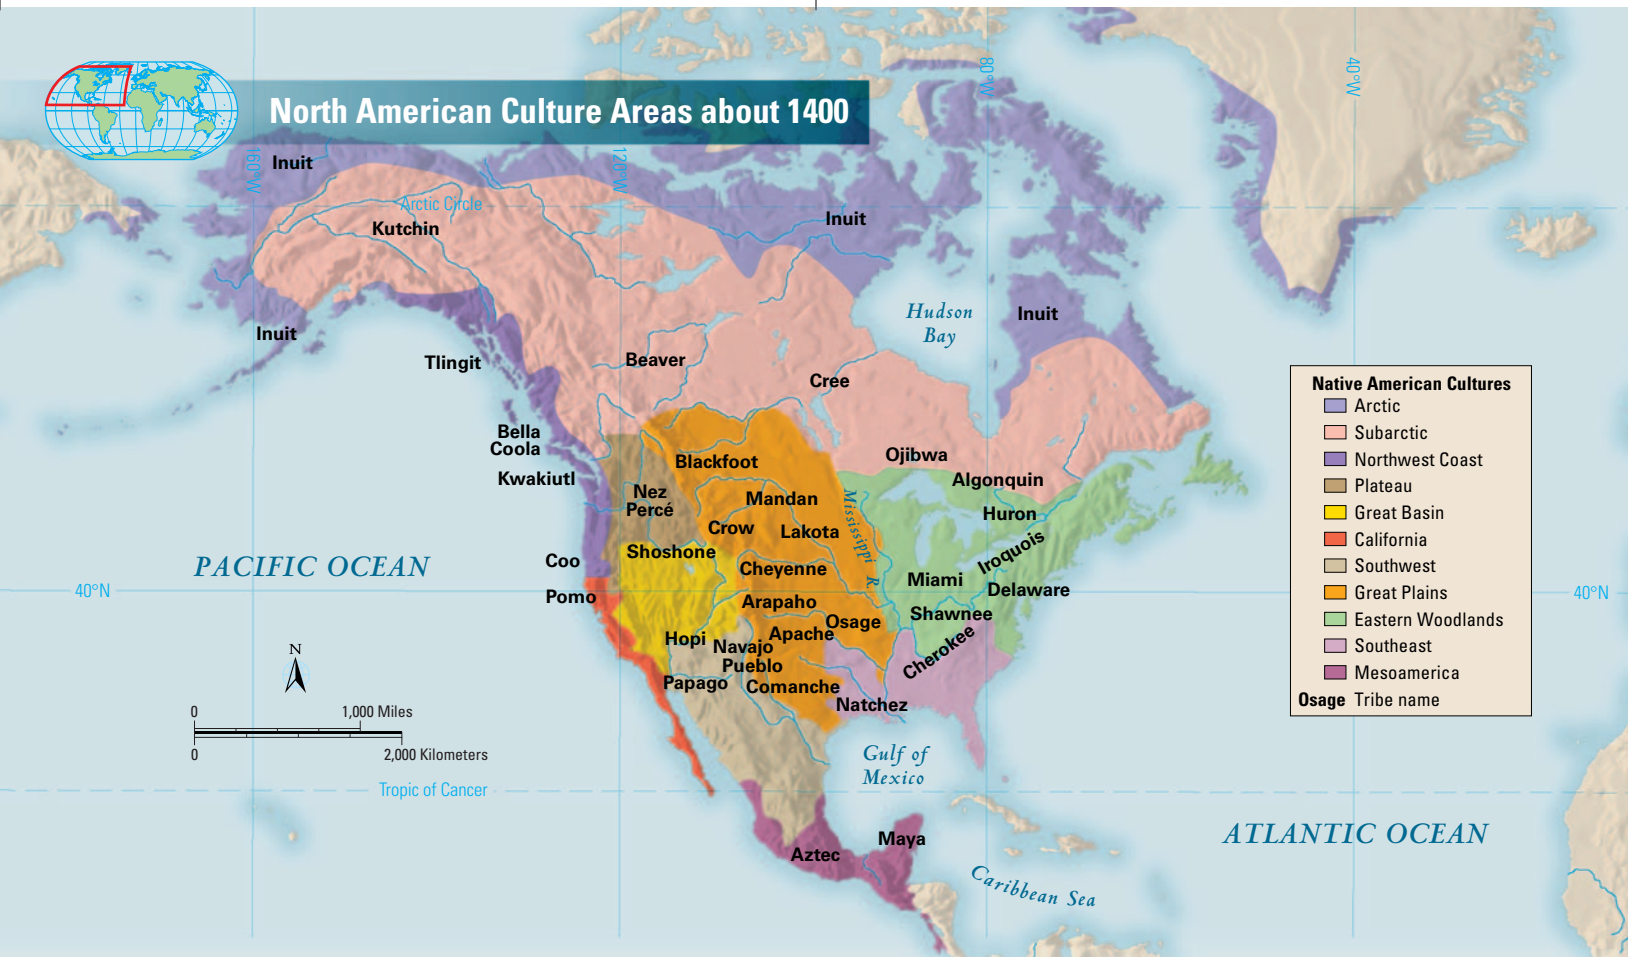 North American Culture Areas about 1400
160°W
120°W
80°W
40°W
Inuit
Arctic Circle
Kutchin
Inuit
Hudson
Bay
Inuit
Inuit
Tlingit
Beaver
Cree
Bella
Coola
Kwakiutl
Blackfoot
Ojibwa
Algonquin
Nez
Percé
Mandan
Mississippi R.
Huron
Crow
Lakota
Iroquois
Shoshone
PACIFIC OCEAN
Coo
Cheyenne
Miami
Delaware
40°N
Pomo
Arapaho
Shawnee
40°N
Osage
Apache
Hopi
Navajo
Pueblo
Cherokee
Papago
Comanche
Natchez
N
0
1,000 Miles
0
2,000 Kilometers
Gulf of
Mexico
Tropic of Cancer
Maya
Aztec
Caribbean Sea
ATLANTIC OCEAN
Native American Cultures
Arctic
Subarctic
Northwest Coast
Plateau
Great Basin
California
Southwest
Great Plains
Eastern Woodlands
Southeast
Mesoamerica
Osage Tribe name